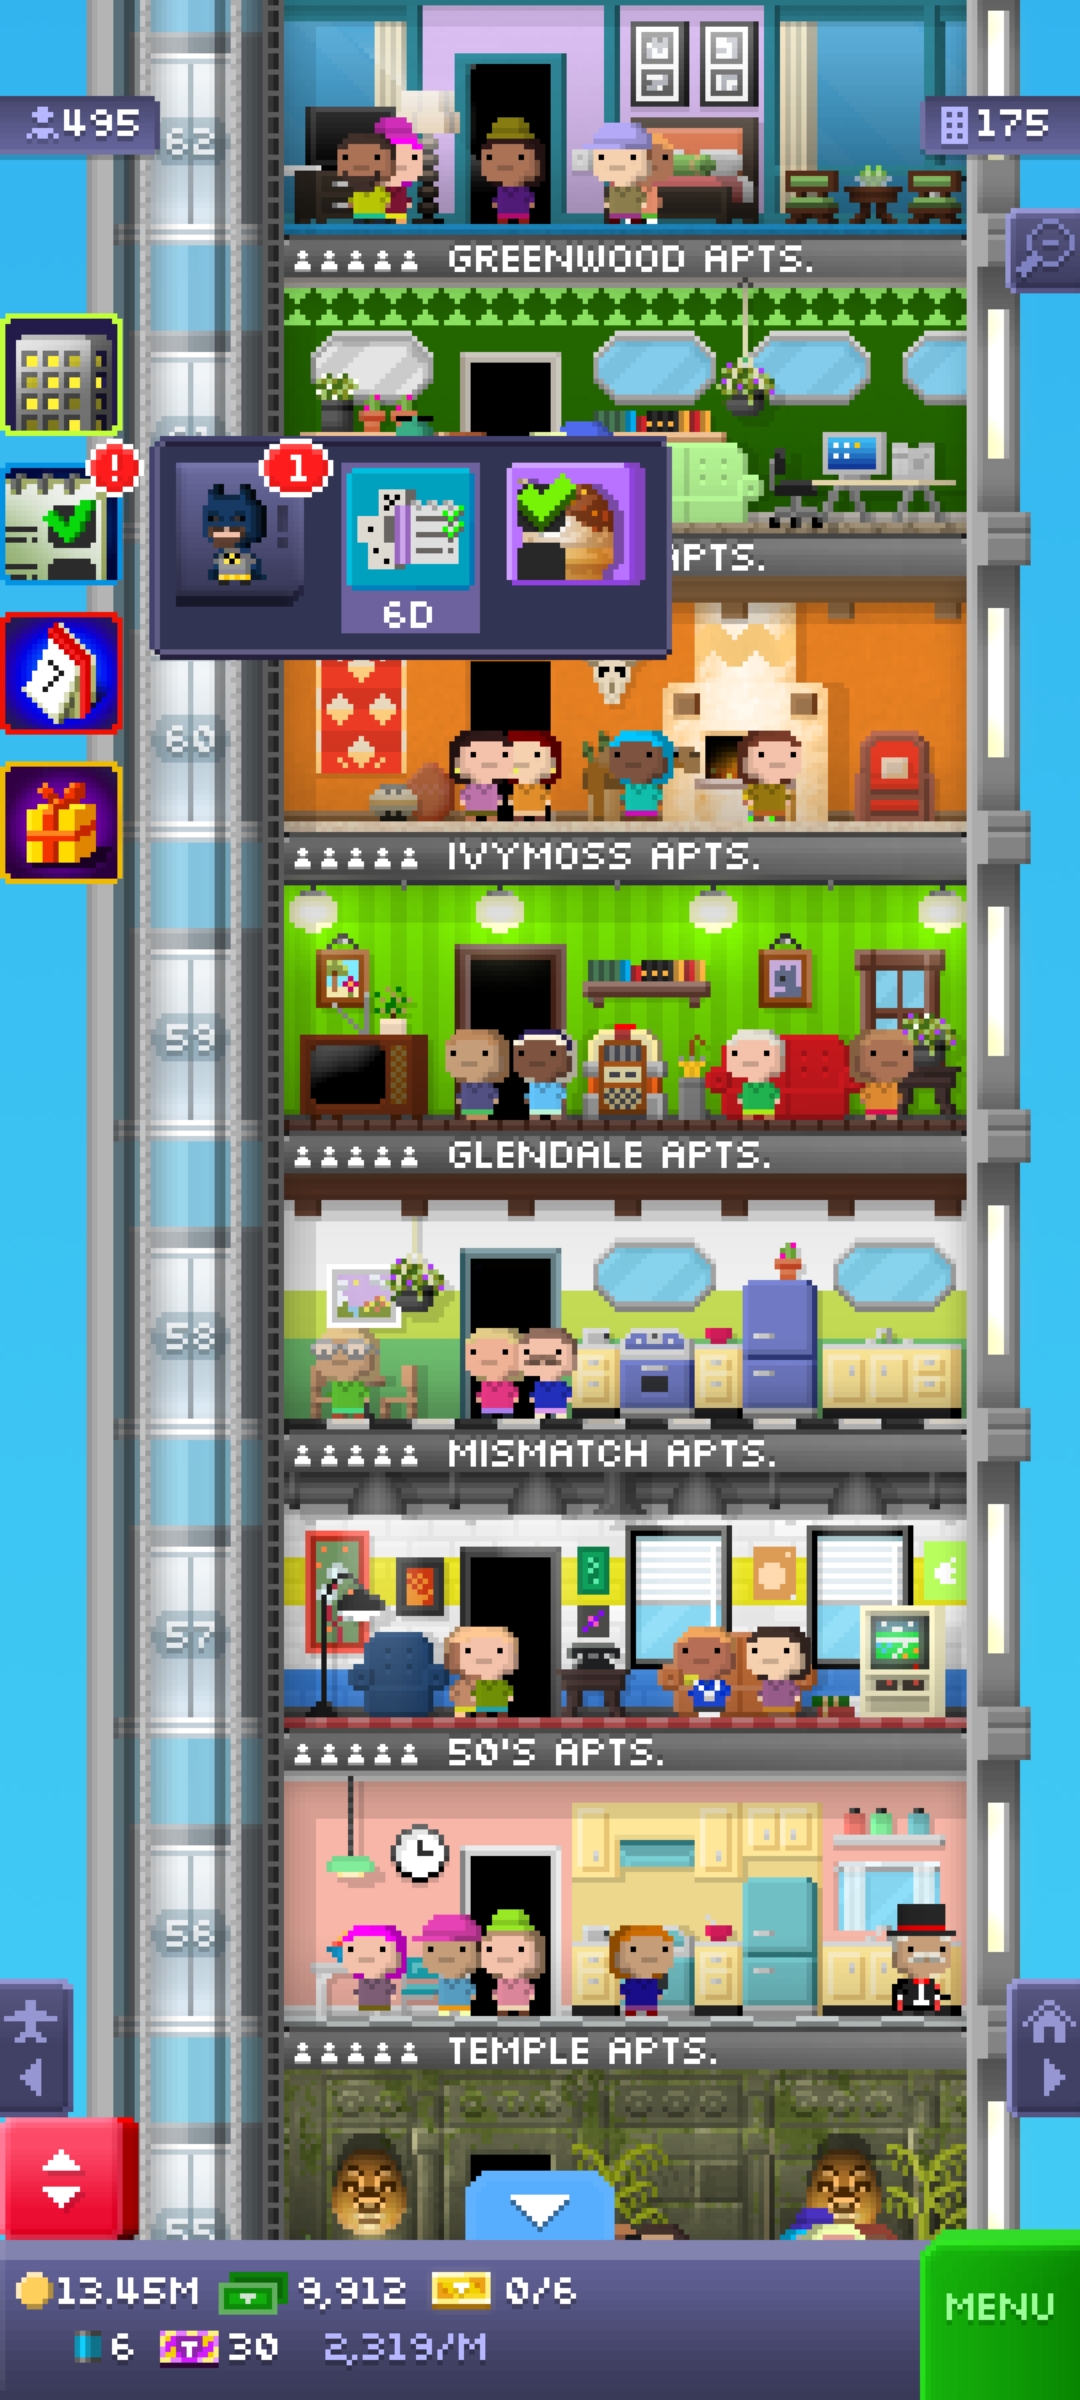 495
175
62
GREENWOOD APTS.
1
!
6D
APTS.
60
IVYMOSS APTS.
59
GLENDALE APTS.
58
MISMATCH APTS.
57
50'S APTS.
56
TEMPLE APTS.
55
13.45M 9,912 0/6
6 30 2,319/M
MENU